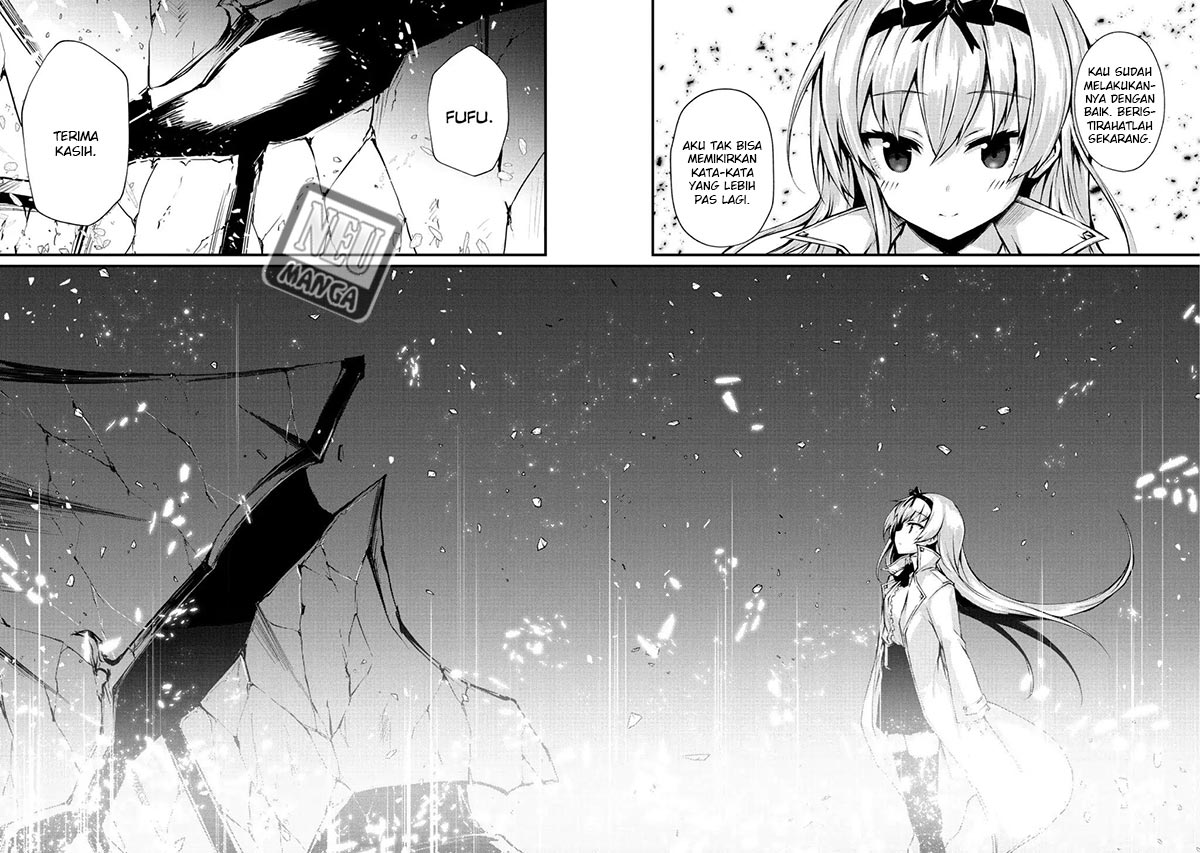 KAU SUDAH
MELAKUKAN-
NYA DENGAN
BAIK. BERIS-
TIRAHATLAH
SEKARANG.
AKU TAK BISA
MEMIKIRKAN
KATA-KATA
YANG LEBIH
PAS LAGI.
FUFU.
TERIMA
KASIH.
NEU
MANGA